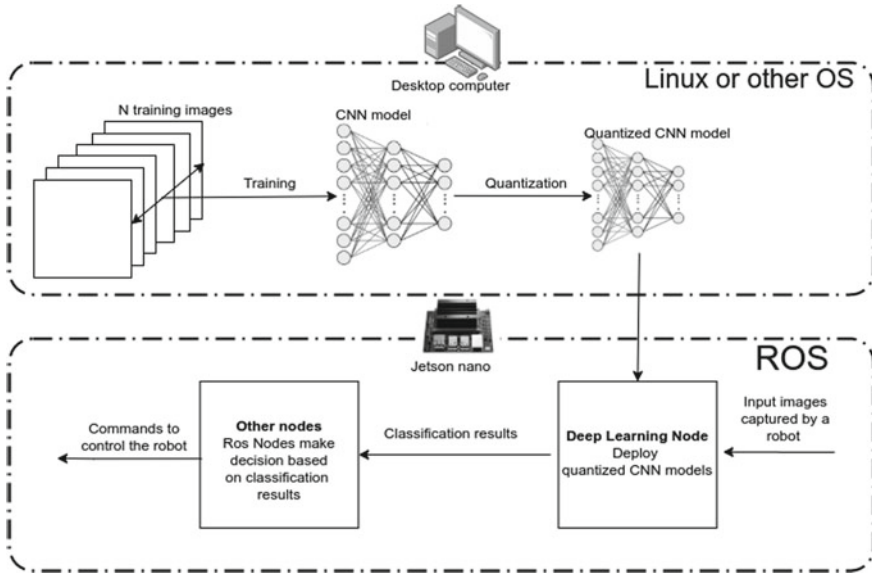 Desktop computer
Linux or other OS
N training images
CNN model
Quantized CNN model
Training
Quantization
Jetson nano
ROS
Commands to
control the robot
Other nodes
Ros Nodes make
decision based
on classification
results
Classification results
Deep Learning Node
Deploy
quantized CNN models
Input images
captured by a
robot